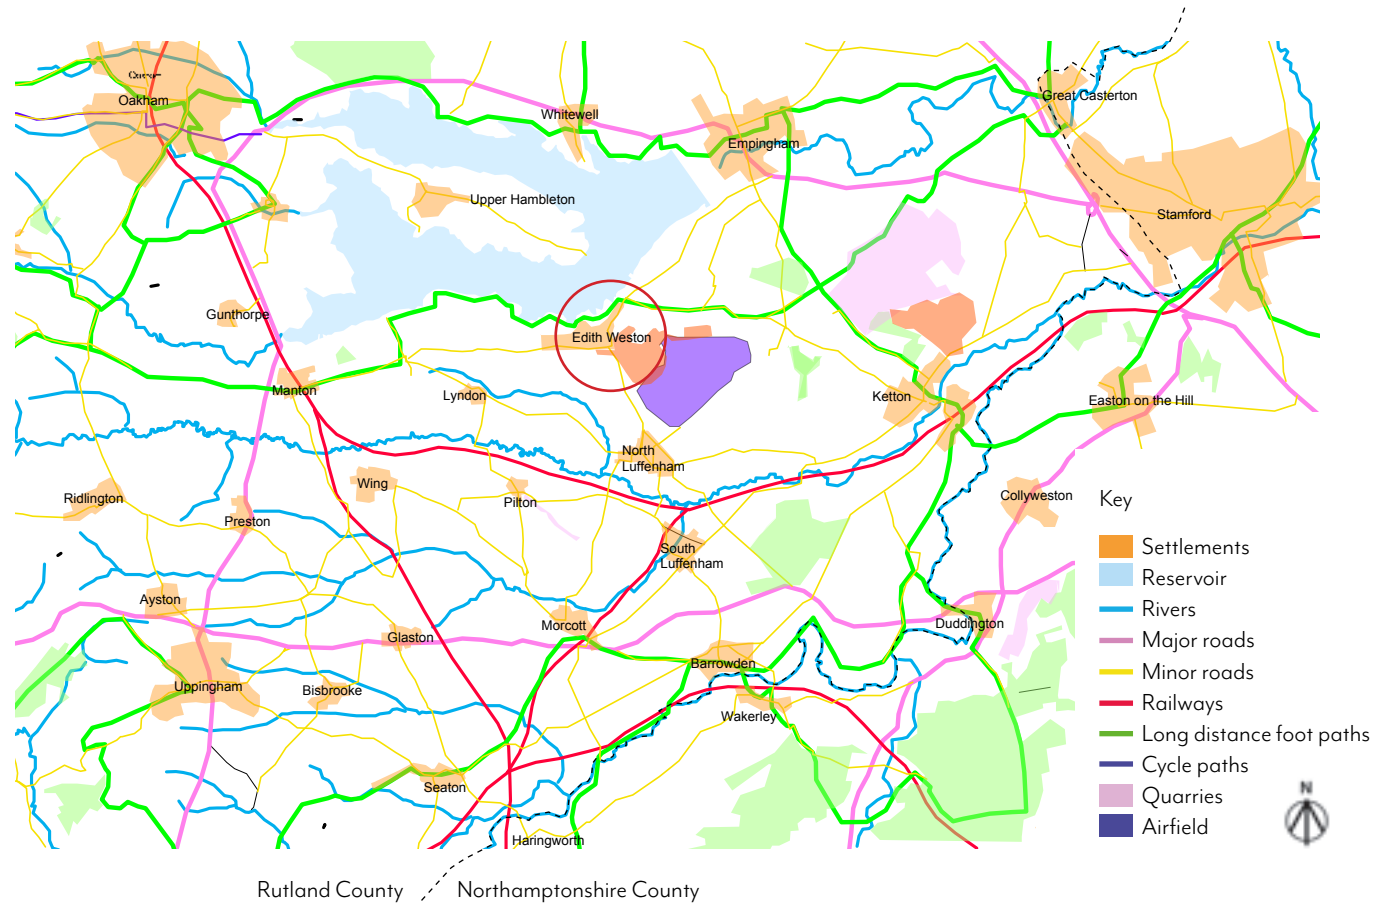 Oakham
Whitewell
Great Casterton
Empingham
Upper Hambleton
Stamford
Gunthorpe
Edith Weston
Manton
Lyndon
Ketton
Easton on the Hill
North
Luffenham
Wing
Pilton
Ridlington
Preston
Collyweston
South
Luffenham
Ayston
Glaston
Morcott
Duddington
Barrowden
Uppingham
Bisbrooke
Wakerley
Seaton
Haringworth
Key
Settlements
Reservoir
Rivers
Major roads
Minor roads
Railways
Long distance foot paths
Cycle paths
Quarries
Airfield
N
Rutland County
Northamptonshire County